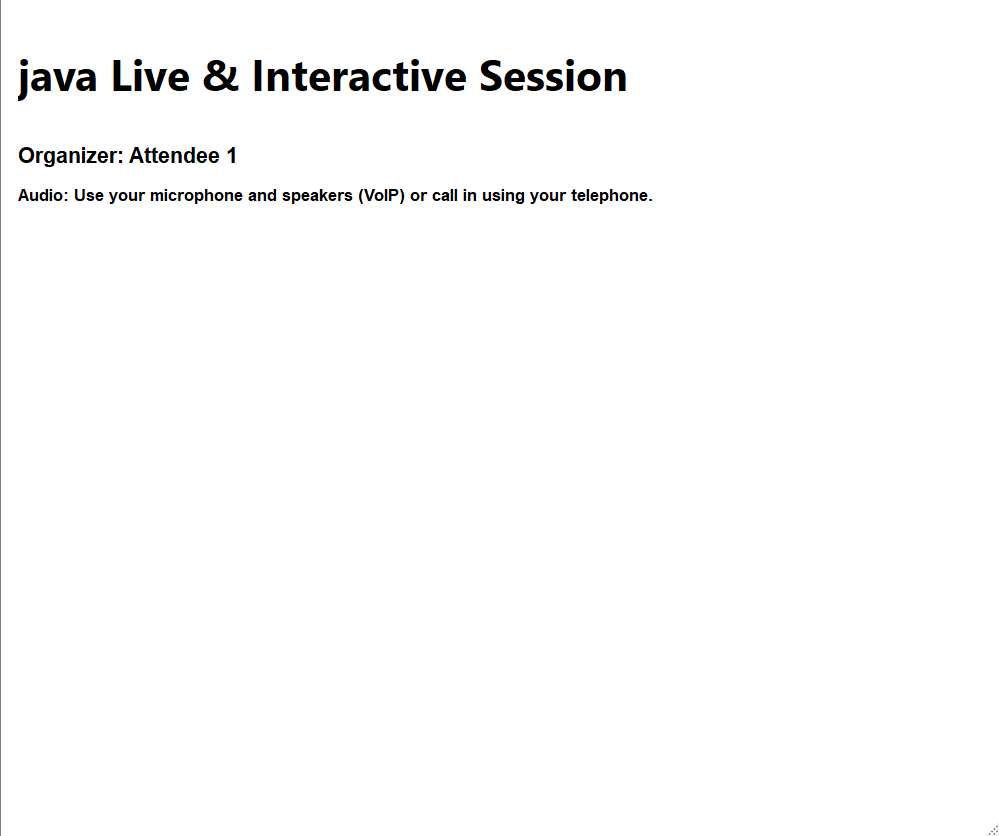 java Live & Interactive Session
Organizer: Attendee 1
Audio: Use your microphone and speakers (VoIP) or call in using your telephone.